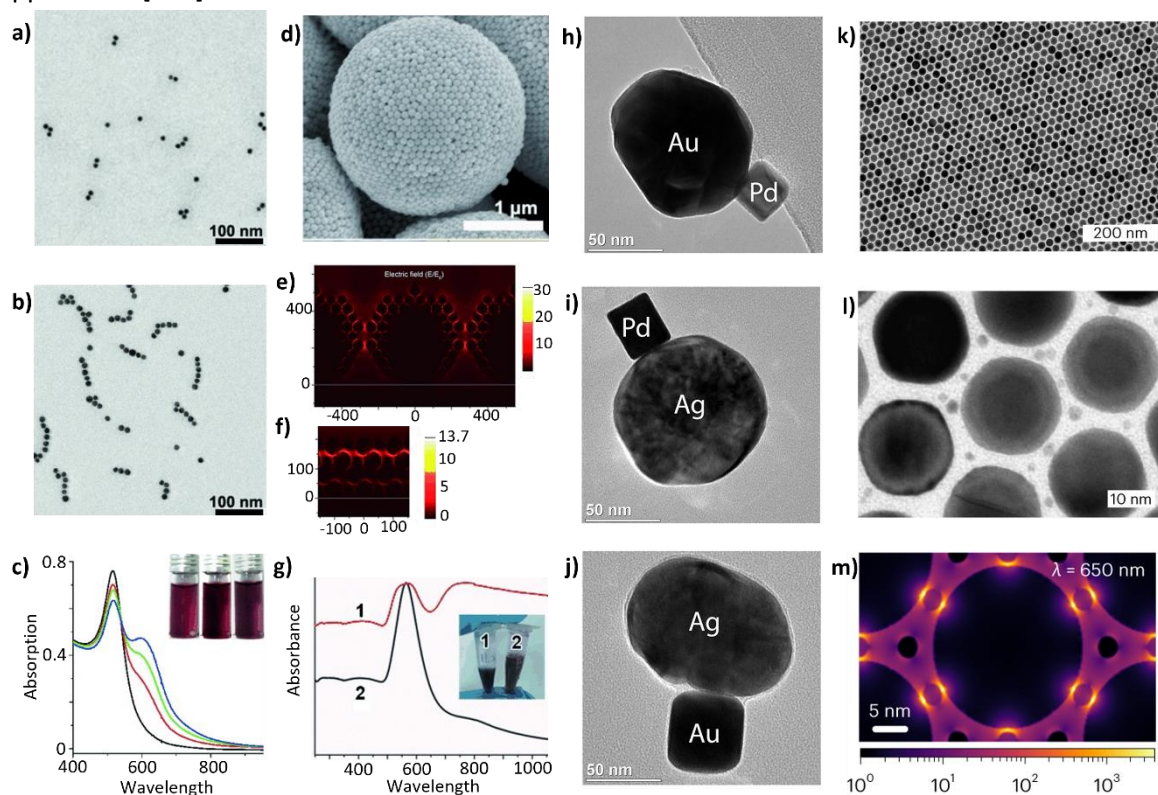 a)
100 nm
b)
100 nm
c)
0.8
0.4
0
400 600 800
Absorption
Wavelength
d)
1 µm
e)
Electric field (E/E0)
400
200
0
-400 -200 0 200 400
30
20
10
f)
100
0
-100 0 100
13.7
10
5
0
g)
1
2
1 2
400 600 800 1000
Absorbance
Wavelength
h)
Au
Pd
50 nm
i)
Pd
Ag
50 nm
j)
Ag
Au
50 nm
k)
200 nm
l)
10 nm
m)
λ = 650 nm
5 nm
10⁰ 10¹ 10² 10³